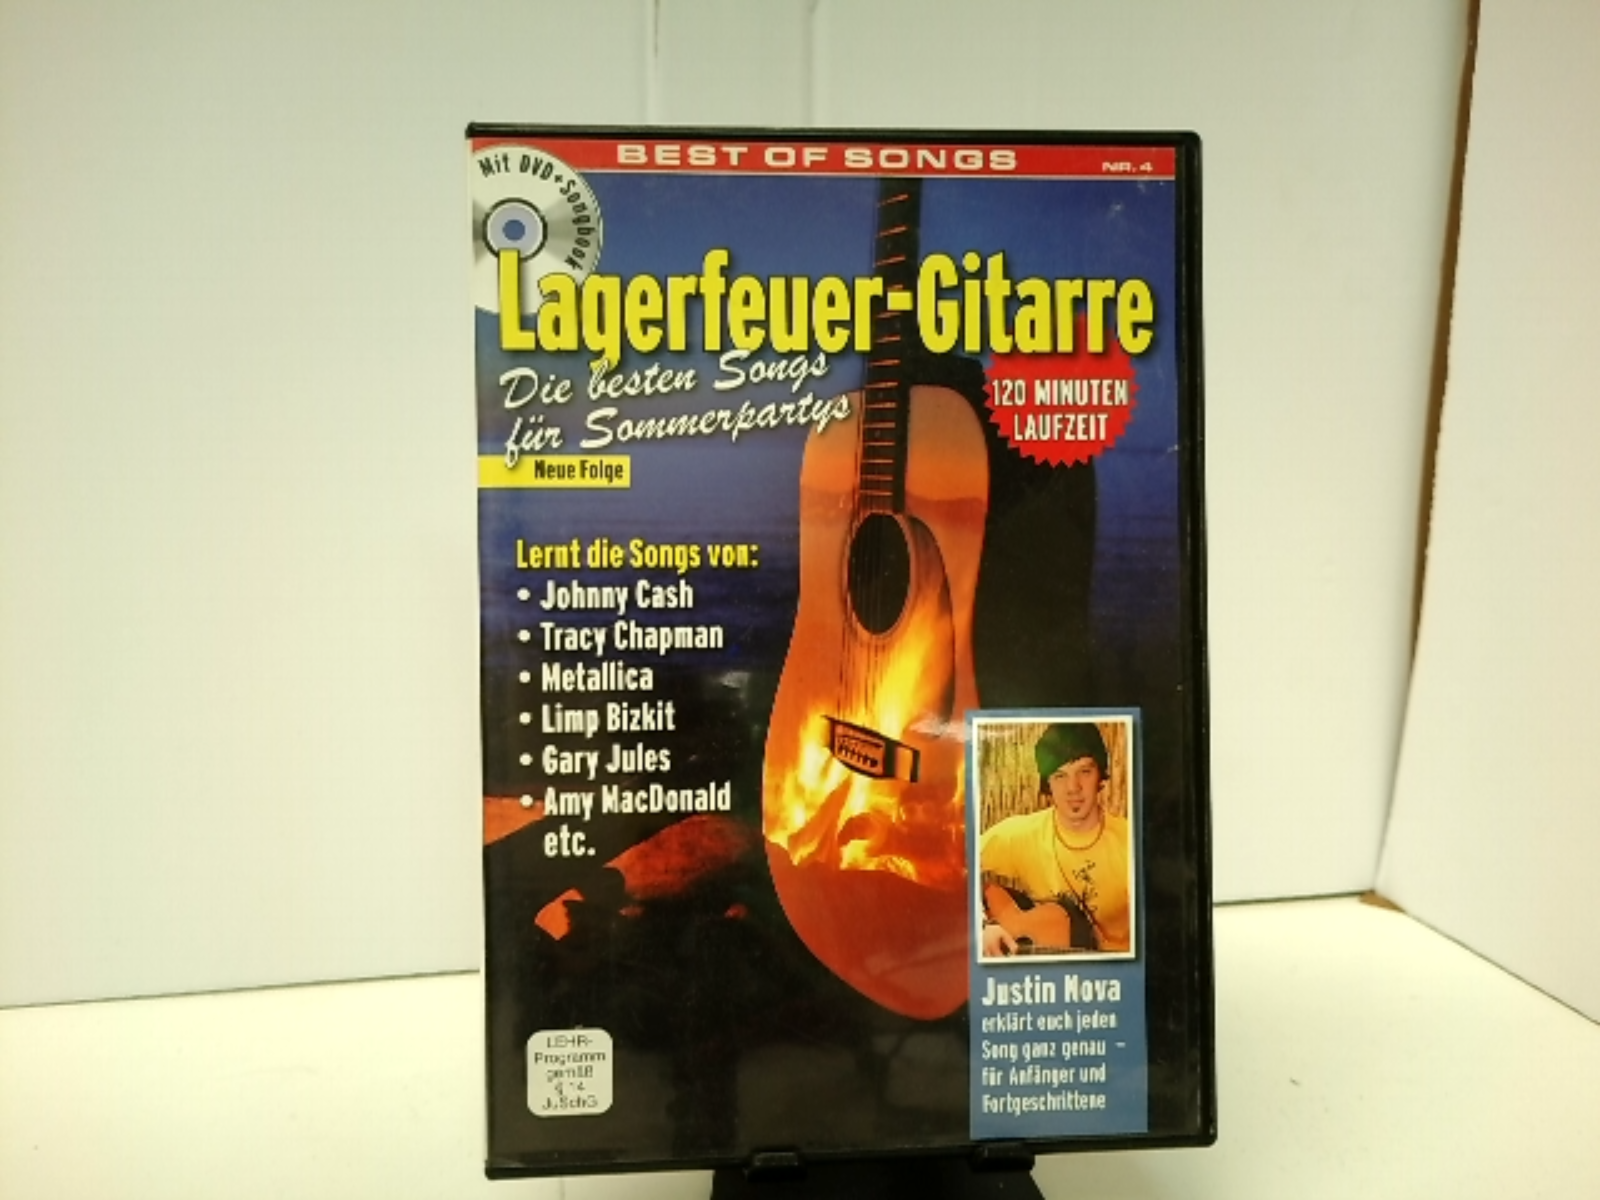 BEST OF SONGS
NR. 4
Mit DVD+Songbook
Lagerfeuer-Gitarre
Die besten Songs
für Sommerpartys
120 MINUTEN
LAUFZEIT
Neue Folge
Lernt die Songs von:
• Johnny Cash
• Tracy Chapman
• Metallica
• Limp Bizkit
• Gary Jules
• Amy MacDonald
etc.
Justin Nova
erklärt euch jeden
Song ganz genau –
für Anfänger und
Fortgeschrittene
LEHR-
Programm
gemäß
§ 14
JuSchG